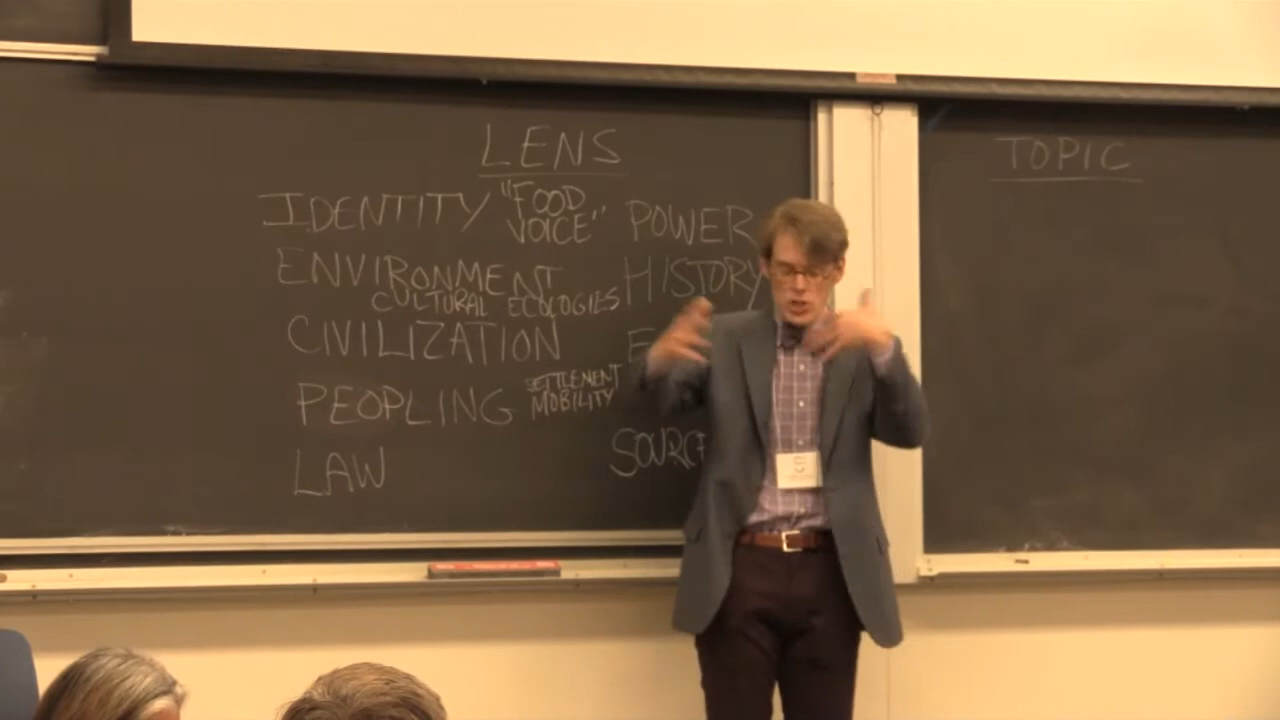 LENS
IDENTITY
"FOOD
VOICE"
ENVIRONMENT
CULTURAL ECOLOGIES
CIVILIZATION
PEOPLING
SETTLEMENT
MOBILITY
LAW
POWER
HISTORY
TOPIC